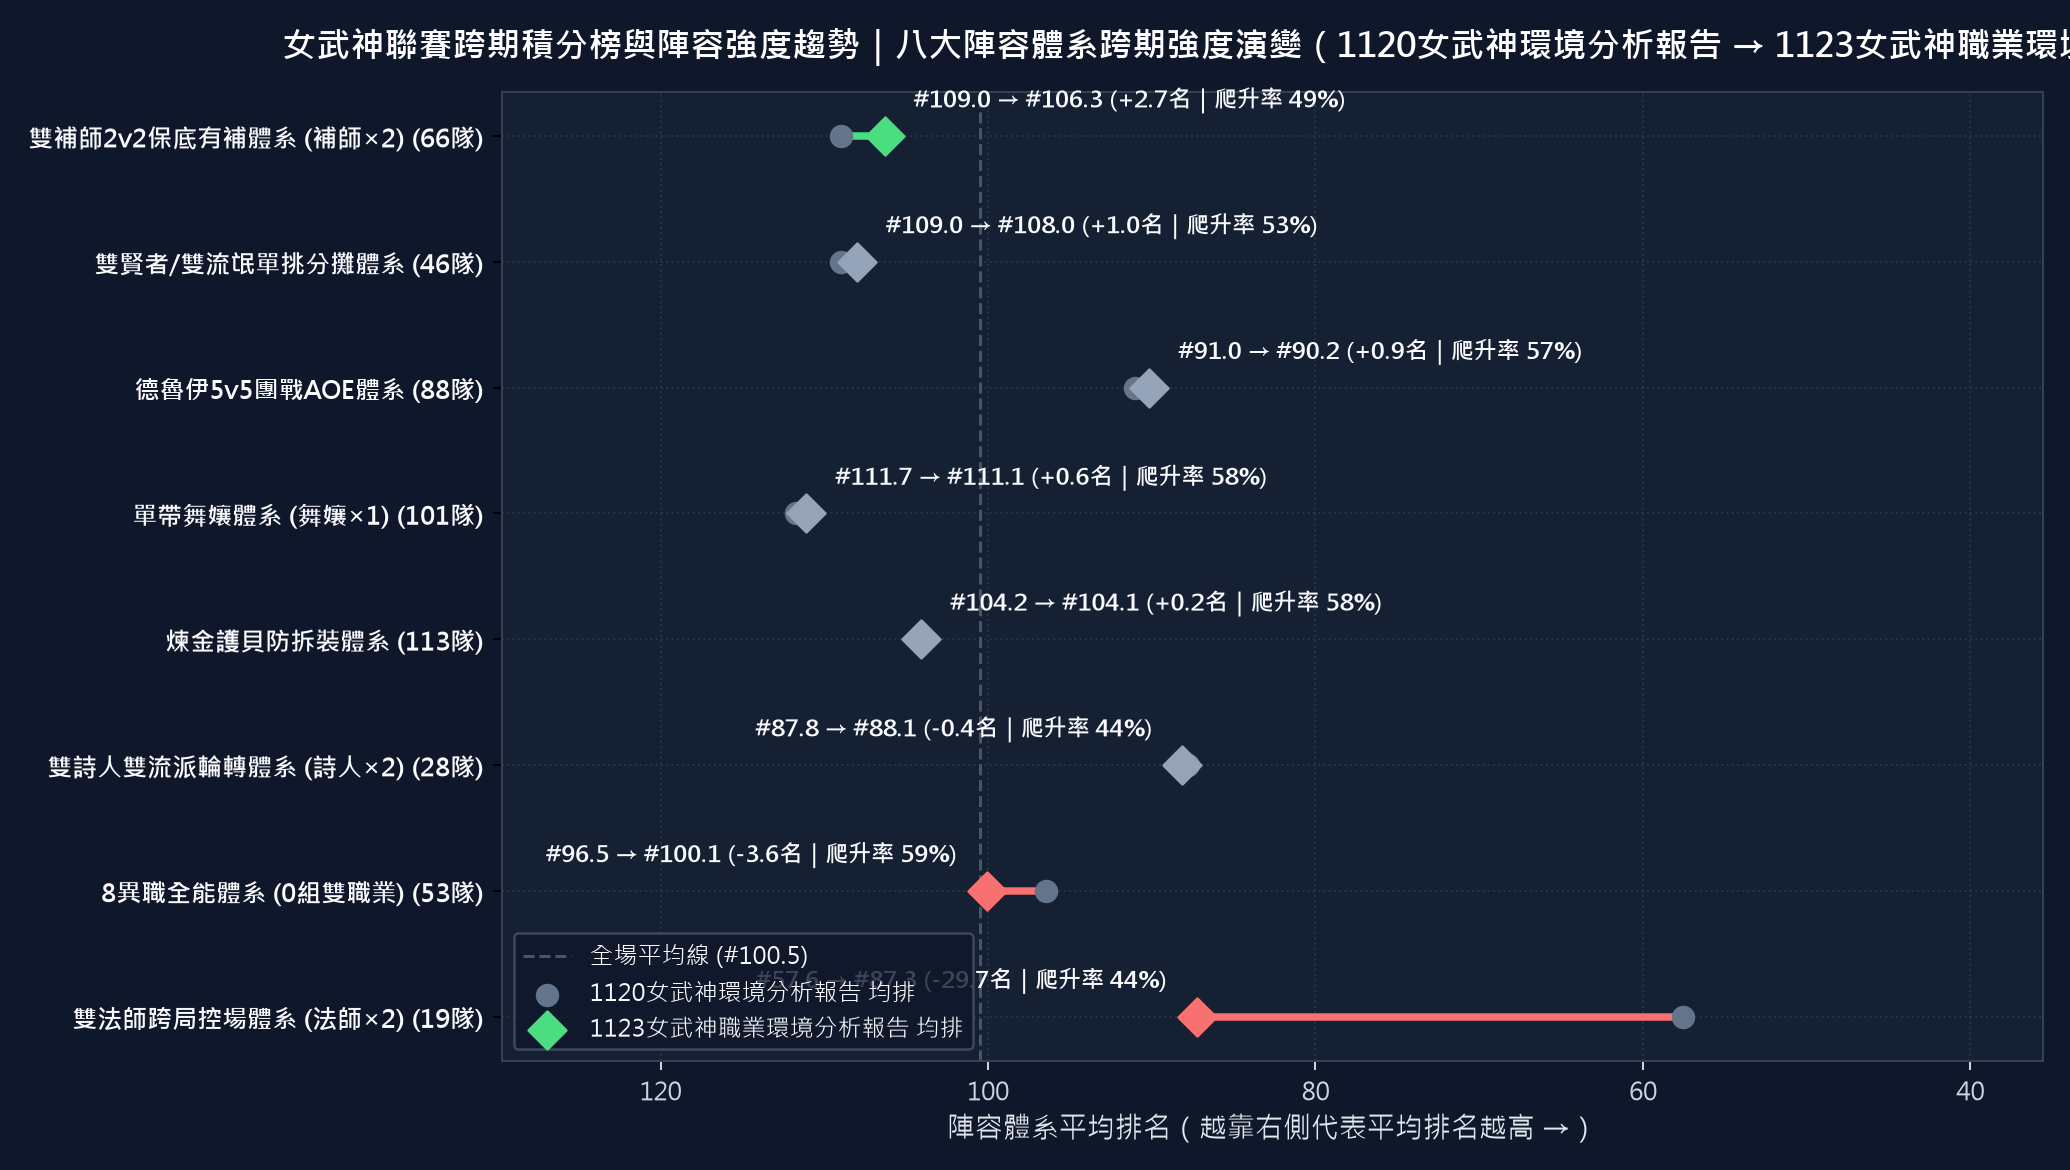 女武神聯賽跨期積分榜與陣容強度趨勢 | 八大陣容體系跨期強度演變 ( 1120女武神環境分析報告 → 1123女武神職業環境
雙補師2v2保底有補體系 (補師×2) (66隊)
#109.0 → #106.3 (+2.7名 | 爬升率 49%)
雙賢者/雙流氓單挑分攤體系 (46隊)
#109.0 → #108.0 (+1.0名 | 爬升率 53%)
德魯伊5v5團戰AOE體系 (88隊)
#91.0 → #90.2 (+0.9名 | 爬升率 57%)
單帶舞孃體系 (舞孃×1) (101隊)
#111.7 → #111.1 (+0.6名 | 爬升率 58%)
煉金護貝防拆裝體系 (113隊)
#104.2 → #104.1 (+0.2名 | 爬升率 58%)
雙詩人雙流派輪轉體系 (詩人×2) (28隊)
#87.8 → #88.1 (-0.4名 | 爬升率 44%)
8異職全能體系 (0組雙職業) (53隊)
#96.5 → #100.1 (-3.6名 | 爬升率 59%)
雙法師跨局控場體系 (法師×2) (19隊)
#57.6 → #87.3 (-29.7名 | 爬升率 44%)
全場平均線 (#100.5)
1120女武神環境分析報告 均排
1123女武神職業環境分析報告 均排
120 100 80 60 40
陣容體系平均排名 ( 越靠右側代表平均排名越高 → )